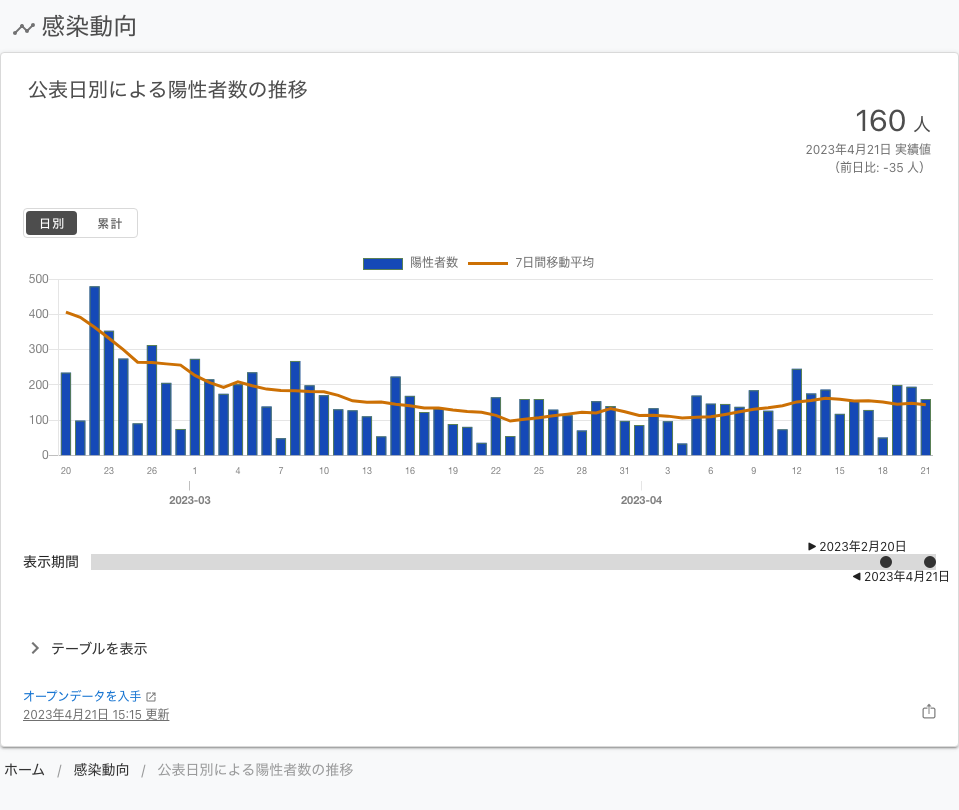 感染動向
公表日別による陽性者数の推移
160 人
2023年4月21日 実績値
（前日比: -35 人）
日別 累計
陽性者数 7日間移動平均
500
400
300
200
100
0
20 23 26 1 4 7 10 13 16 19 22 25 28 31 3 6 9 12 15 18 21
2023-03 2023-04
▶ 2023年2月20日
表示期間
◀ 2023年4月21日
テーブルを表示
オープンデータを入手
2023年4月21日 15:15 更新
ホーム / 感染動向 / 公表日別による陽性者数の推移